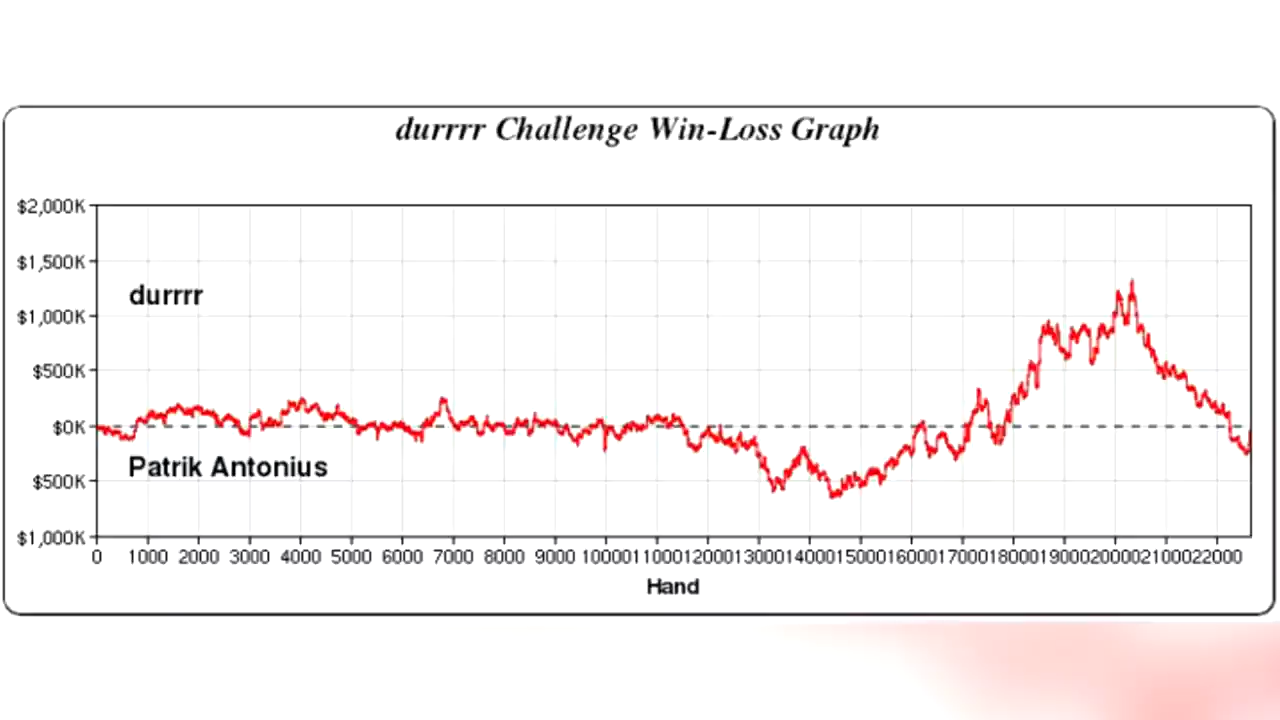 durrrr Challenge Win-Loss Graph
$2,000K
$1,500K
durrrr
$1,000K
$500K
$0K
Patrik Antonius
$500K
$1,000K
0 1000 2000 3000 4000 5000 6000 7000 8000 9000 10000 11000 12000 13000 14000 15000 16000 17000 18000 19000 20000 21000 22000
Hand